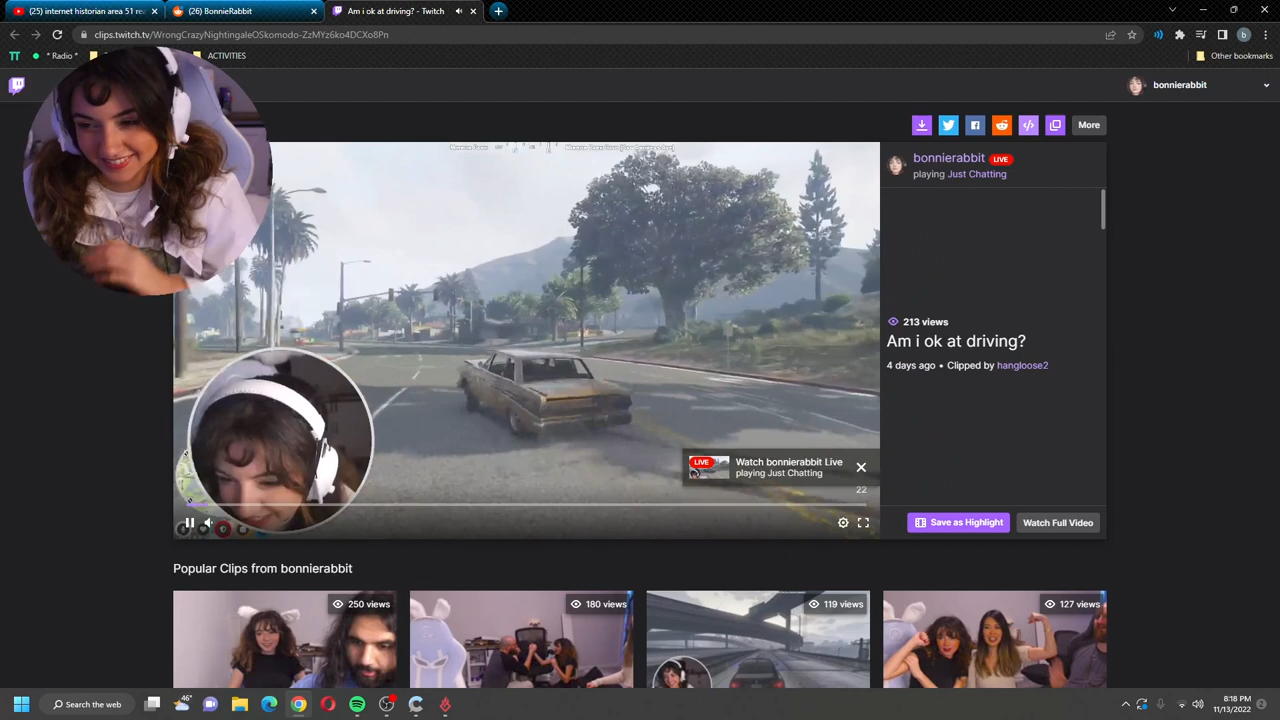 (25) internet historian area 51 re
(26) BonnieRabbit
Am i ok at driving? - Twitch
clips.twitch.tv/WrongCrazyNightingaleOSkomodo-ZzMYz6ko4DCXo8Pn
b
* Radio *
ACTIVITIES
Other bookmarks
bonnierabbit
More
bonnierabbit LIVE
playing Just Chatting
213 views
Am i ok at driving?
4 days ago • Clipped by hangloose2
LIVE
Watch bonnierabbit Live
playing Just Chatting
22
Save as Highlight
Watch Full Video
Popular Clips from bonnierabbit
250 views
180 views
119 views
127 views
46°
Search the web
8:18 PM
11/13/2022